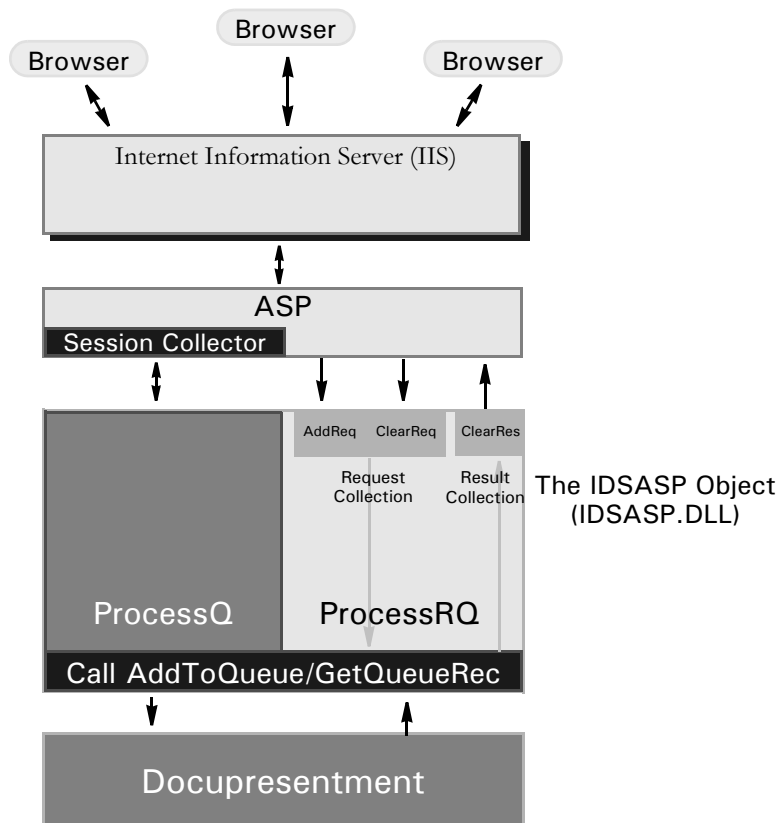 Browser
Browser
Browser
Internet Information Server (IIS)
ASP
Session Collector
AddReq
ClearReq
ClearRes
Request
Collection
Result
Collection
The IDSASP Object
(IDSASP.DLL)
ProcessQ
ProcessRQ
Call AddToQueue/GetQueueRec
Docupresentment